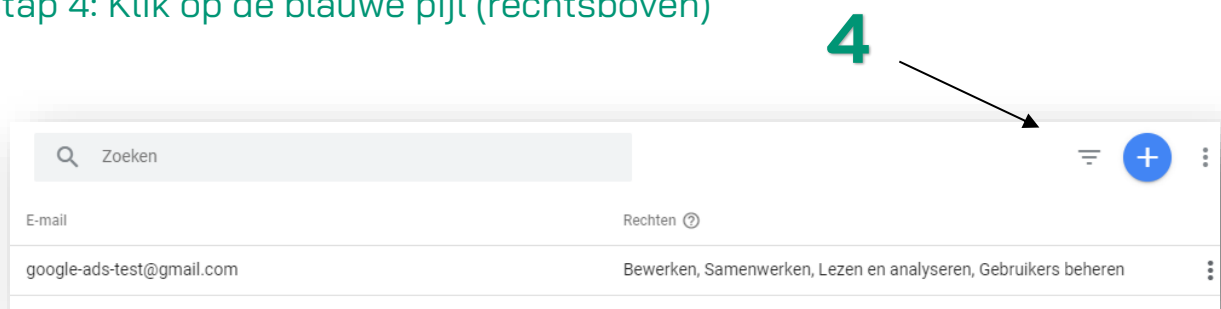 tap 4: Klik op de blauwe pijl (rechtsboven)
4
Zoeken
E-mail
Rechten
google-ads-test@gmail.com
Bewerken, Samenwerken, Lezen en analyseren, Gebruikers beheren